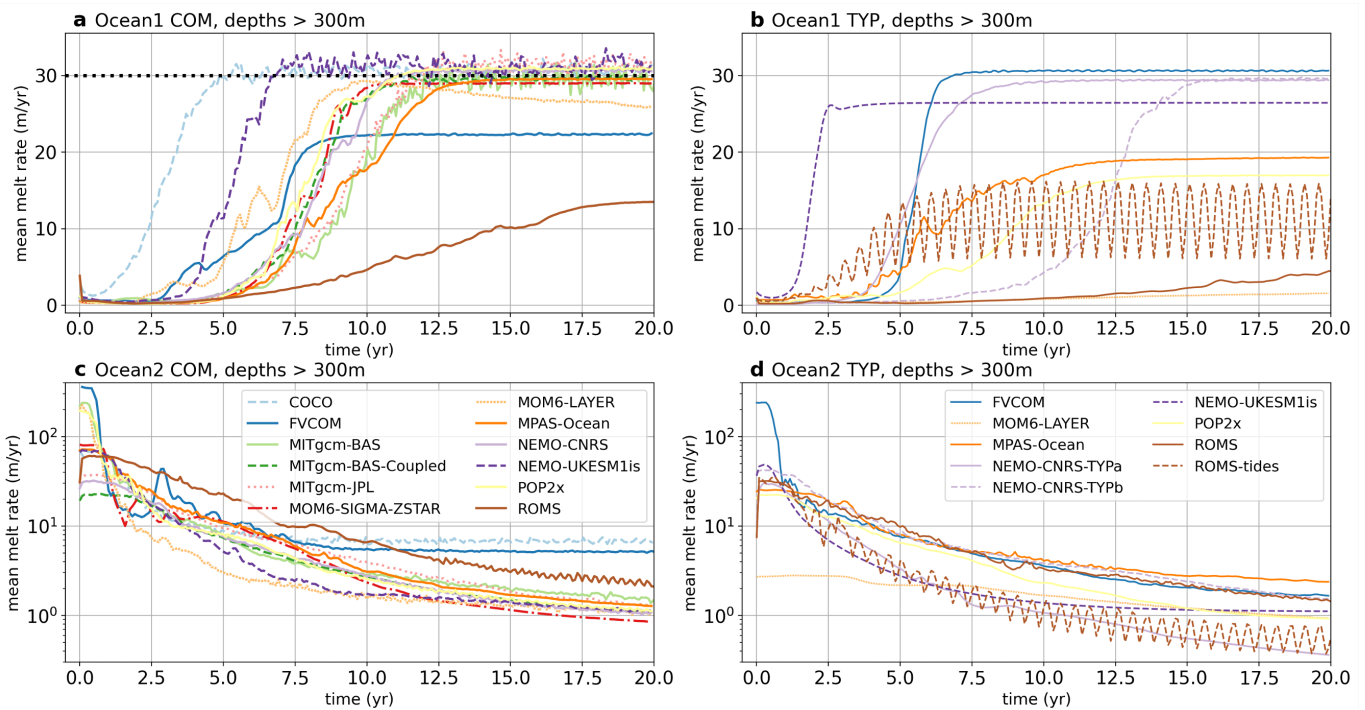 a Ocean1 COM, depths > 300m
mean melt rate (m/yr)
30
20
10
0
0.0 2.5 5.0 7.5 10.0 12.5 15.0 17.5 20.0
time (yr)
b Ocean1 TYP, depths > 300m
mean melt rate (m/yr)
30
20
10
0
0.0 2.5 5.0 7.5 10.0 12.5 15.0 17.5 20.0
time (yr)
c Ocean2 COM, depths > 300m
mean melt rate (m/yr)
10²
10¹
10⁰
COCO
FVCOM
MITgcm-BAS
MITgcm-BAS-Coupled
MITgcm-JPL
MOM6-SIGMA-ZSTAR
MOM6-LAYER
MPAS-Ocean
NEMO-CNRS
NEMO-UKESM1is
POP2x
ROMS
0.0 2.5 5.0 7.5 10.0 12.5 15.0 17.5 20.0
time (yr)
d Ocean2 TYP, depths > 300m
mean melt rate (m/yr)
10²
10¹
10⁰
FVCOM
MOM6-LAYER
MPAS-Ocean
NEMO-CNRS-TYPa
NEMO-CNRS-TYPb
NEMO-UKESM1is
POP2x
ROMS
ROMS-tides
0.0 2.5 5.0 7.5 10.0 12.5 15.0 17.5 20.0
time (yr)